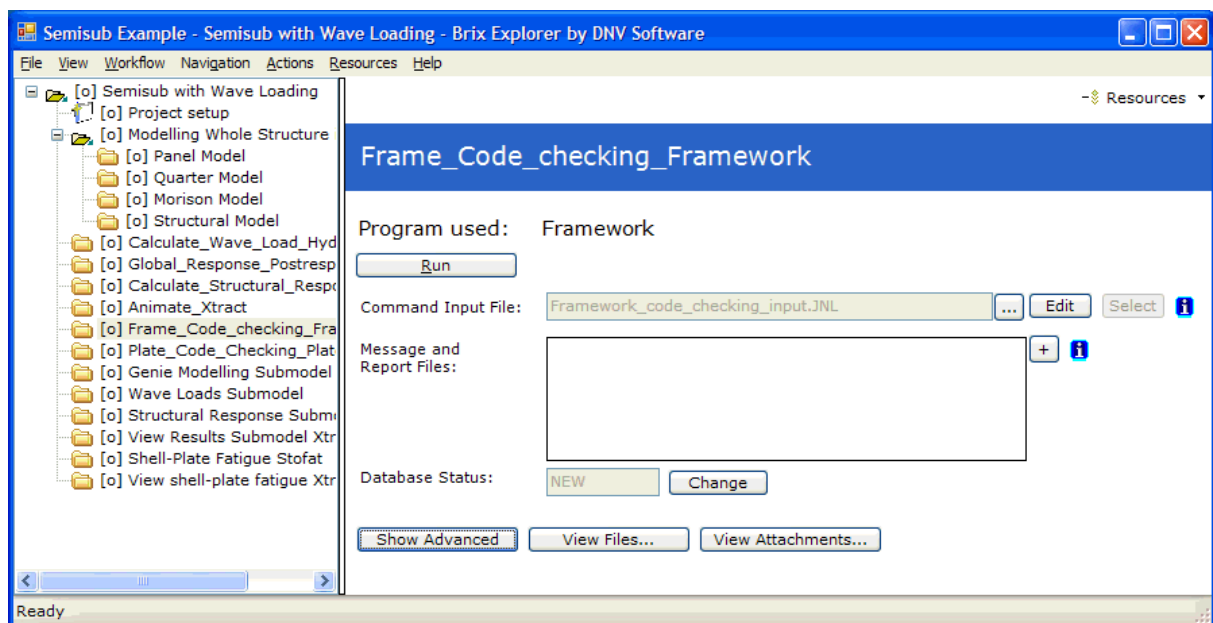 Semisub Example - Semisub with Wave Loading - Brix Explorer by DNV Software
File View Workflow Navigation Actions Resources Help
[o] Semisub with Wave Loading
[o] Project setup
[o] Modelling Whole Structure
[o] Panel Model
[o] Quarter Model
[o] Morison Model
[o] Structural Model
[o] Calculate_Wave_Load_Hyd
[o] Global_Response_Postresp
[o] Calculate_Structural_Respo
[o] Animate_Xtract
[o] Frame_Code_checking_Fra
[o] Plate_Code_Checking_Plat
[o] Genie Modelling Submodel
[o] Wave Loads Submodel
[o] Structural Response Subm
[o] View Results Submodel Xtr
[o] Shell-Plate Fatigue Stofat
[o] View shell-plate fatigue Xtr
Resources
Frame_Code_checking_Framework
Program used: Framework
Run
Command Input File: Framework_code_checking_input.JNL ... Edit Select i
Message and + i
Report Files:
Database Status: NEW Change
Show Advanced View Files... View Attachments...
Ready